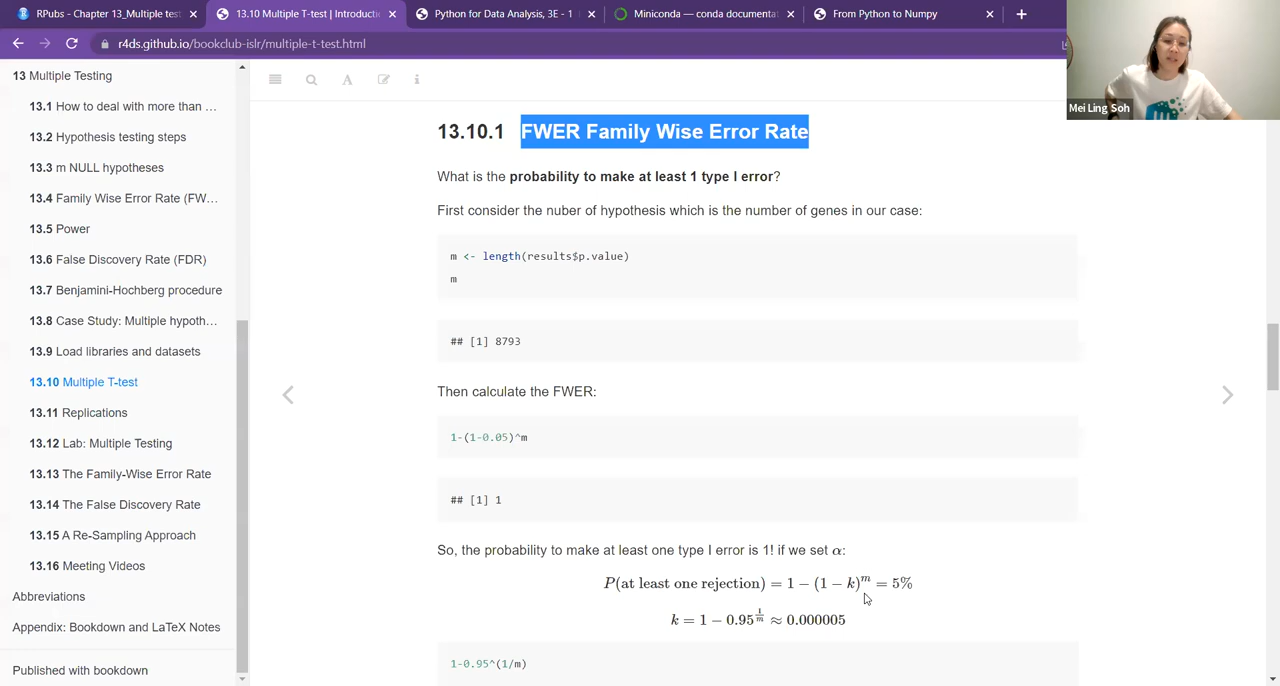 RPubs - Chapter 13_Multiple test
13.10 Multiple T-test | Introducti
Python for Data Analysis, 3E - 1
Miniconda — conda documentat
From Python to Numpy
r4ds.github.io/bookclub-islr/multiple-t-test.html
Mei Ling Soh
13 Multiple Testing
13.1 How to deal with more than …
13.2 Hypothesis testing steps
13.3 m NULL hypotheses
13.4 Family Wise Error Rate (FW…
13.5 Power
13.6 False Discovery Rate (FDR)
13.7 Benjamini-Hochberg procedure
13.8 Case Study: Multiple hypoth…
13.9 Load libraries and datasets
13.10 Multiple T-test
13.11 Replications
13.12 Lab: Multiple Testing
13.13 The Family-Wise Error Rate
13.14 The False Discovery Rate
13.15 A Re-Sampling Approach
13.16 Meeting Videos
Abbreviations
Appendix: Bookdown and LaTeX Notes
Published with bookdown
13.10.1 FWER Family Wise Error Rate
What is the probability to make at least 1 type I error?
First consider the nuber of hypothesis which is the number of genes in our case:
m <- length(results$p.value)
m
## [1] 8793
Then calculate the FWER:
1-(1-0.05)^m
## [1] 1
So, the probability to make at least one type I error is 1! if we set α:
P(at least one rejection) = 1 − (1 − k)^m = 5%
k = 1 − 0.95^{1/m} ≈ 0.000005
1-0.95^(1/m)